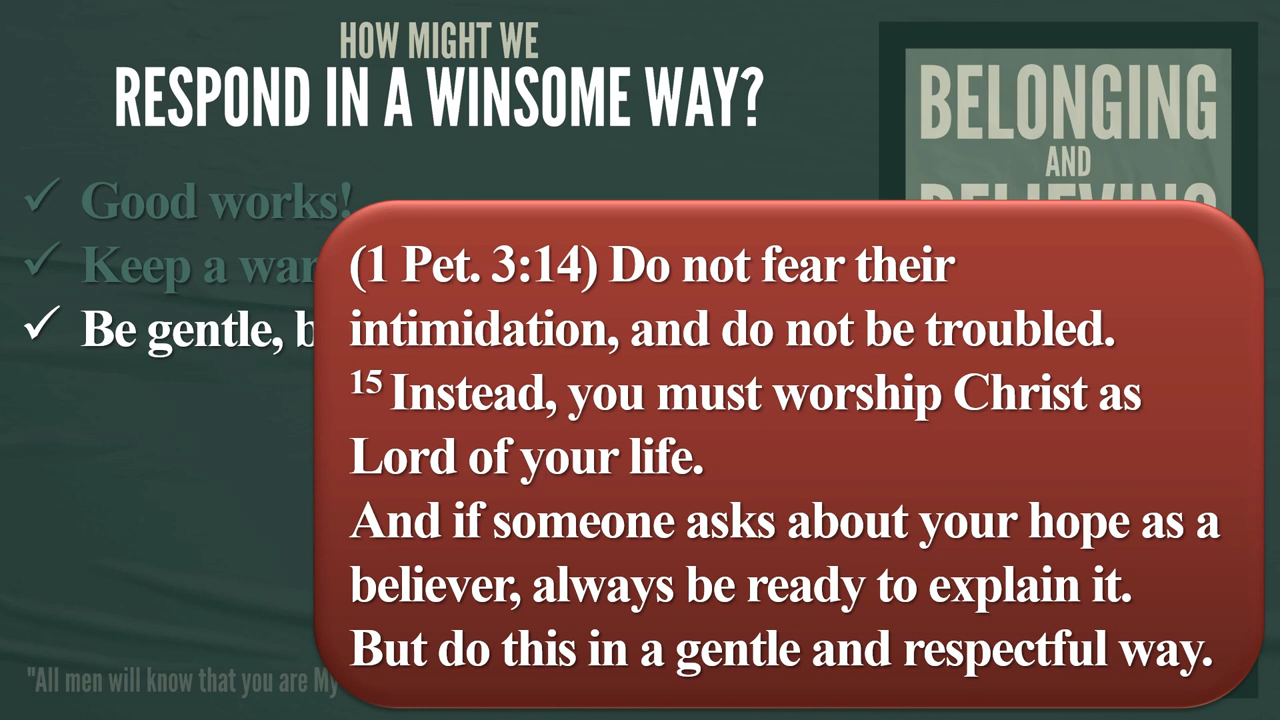 HOW MIGHT WE
RESPOND IN A WINSOME WAY?
BELONGING
AND
BELIEVING
✓ Good works!
✓ Keep a
✓ Be gentle,
(1 Pet. 3:14) Do not fear their
intimidation, and do not be troubled.
15 Instead, you must worship Christ as
Lord of your life.
And if someone asks about your hope as a
believer, always be ready to explain it.
But do this in a gentle and respectful way.
"All men will know that you are My